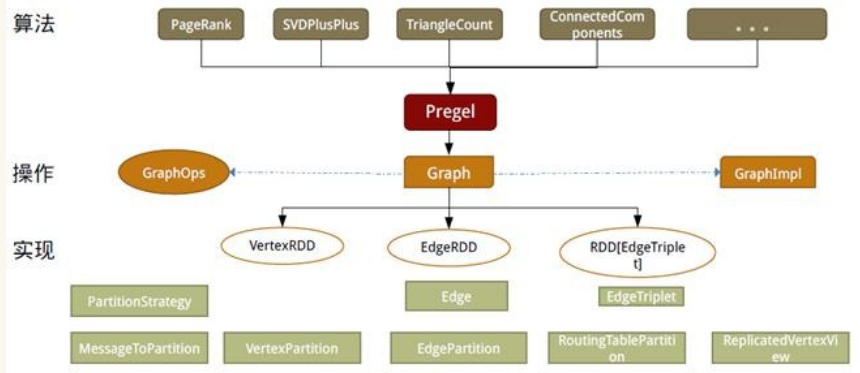 算法
PageRank
SVDPlusPlus
TriangleCount
ConnectedCom
ponents
...
Pregel
操作
GraphOps
Graph
GraphImpl
实现
VertexRDD
EdgeRDD
RDD[EdgeTriple
t]
PartitionStrategy
Edge
EdgeTriplet
MessageToPartition
VertexPartition
EdgePartition
RoutingTablePartiti
on
ReplicatedVertexVi
ew